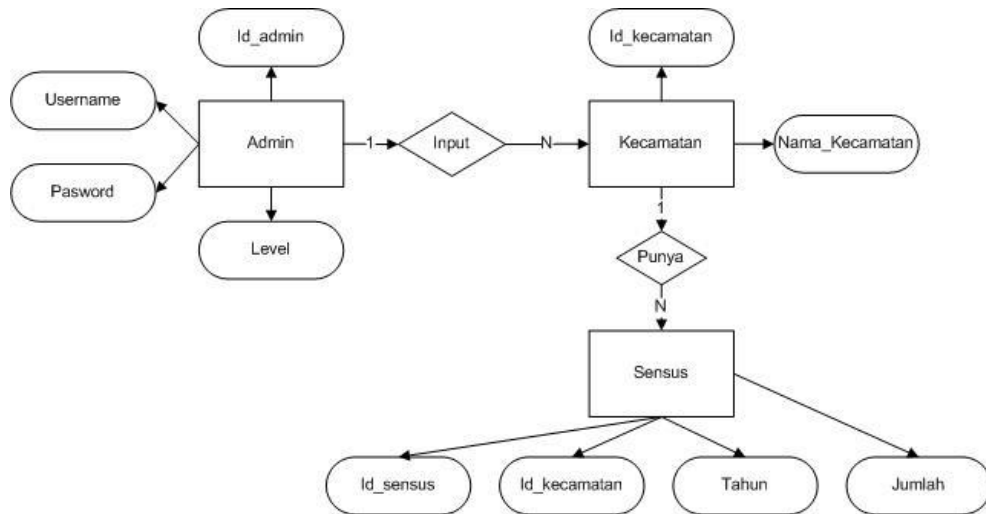 Id_admin
Id_kecamatan
Username
Admin
1
Input
N
Kecamatan
Nama_Kecamatan
Pasword
Level
1
Punya
N
Sensus
Id_sensus
Id_kecamatan
Tahun
Jumlah